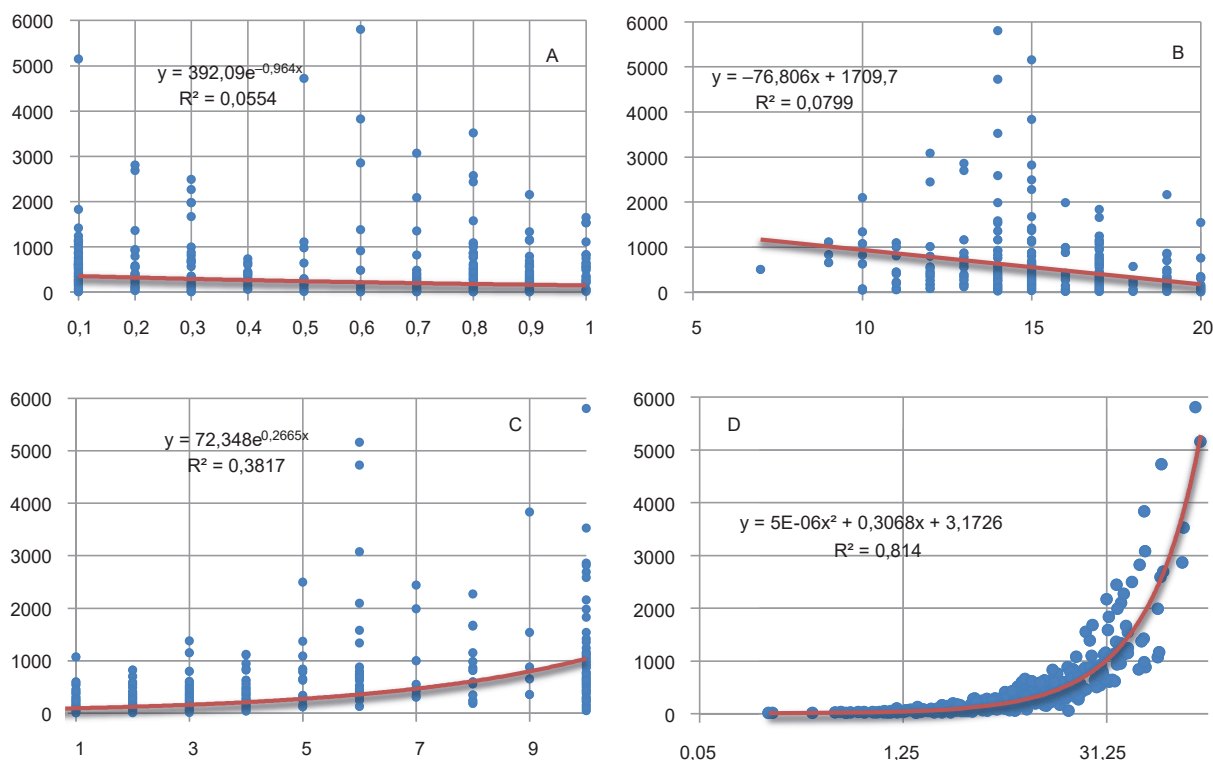 6000
5000
4000
3000
2000
1000
0
0,1 0,2 0,3 0,4 0,5 0,6 0,7 0,8 0,9 1
A
y = 392,09e^–0,964x
R² = 0,0554
6000
5000
4000
3000
2000
1000
0
5 10 15 20
B
y = –76,806x + 1709,7
R² = 0,0799
6000
5000
4000
3000
2000
1000
0
1 3 5 7 9
C
y = 72,348e^0,2665x
R² = 0,3817
6000
5000
4000
3000
2000
1000
0
0.05 1,25 31,25
D
y = 5E-06x² + 0,3068x + 3,1726
R² = 0,814